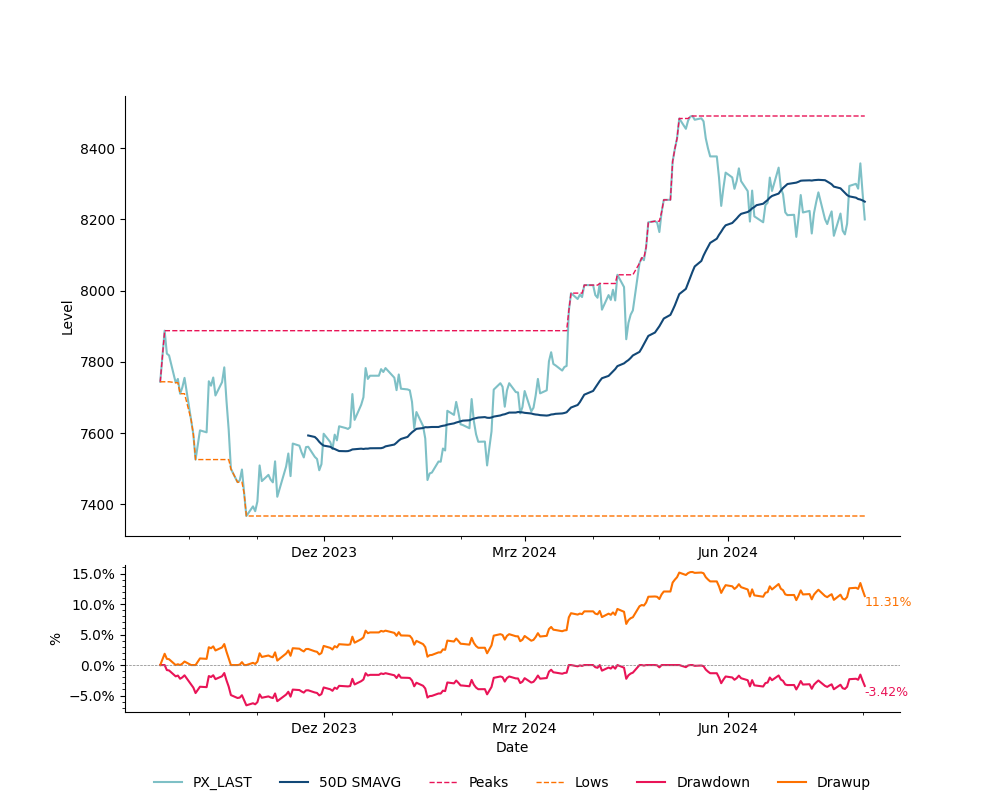 8400
8200
8000
7800
7600
7400
Level
Dez 2023 Mrz 2024 Jun 2024
15.0%
10.0%
5.0%
0.0%
−5.0%
%
11.31%
-3.42%
Dez 2023 Mrz 2024 Jun 2024
Date
PX_LAST 50D SMAVG Peaks Lows Drawdown Drawup